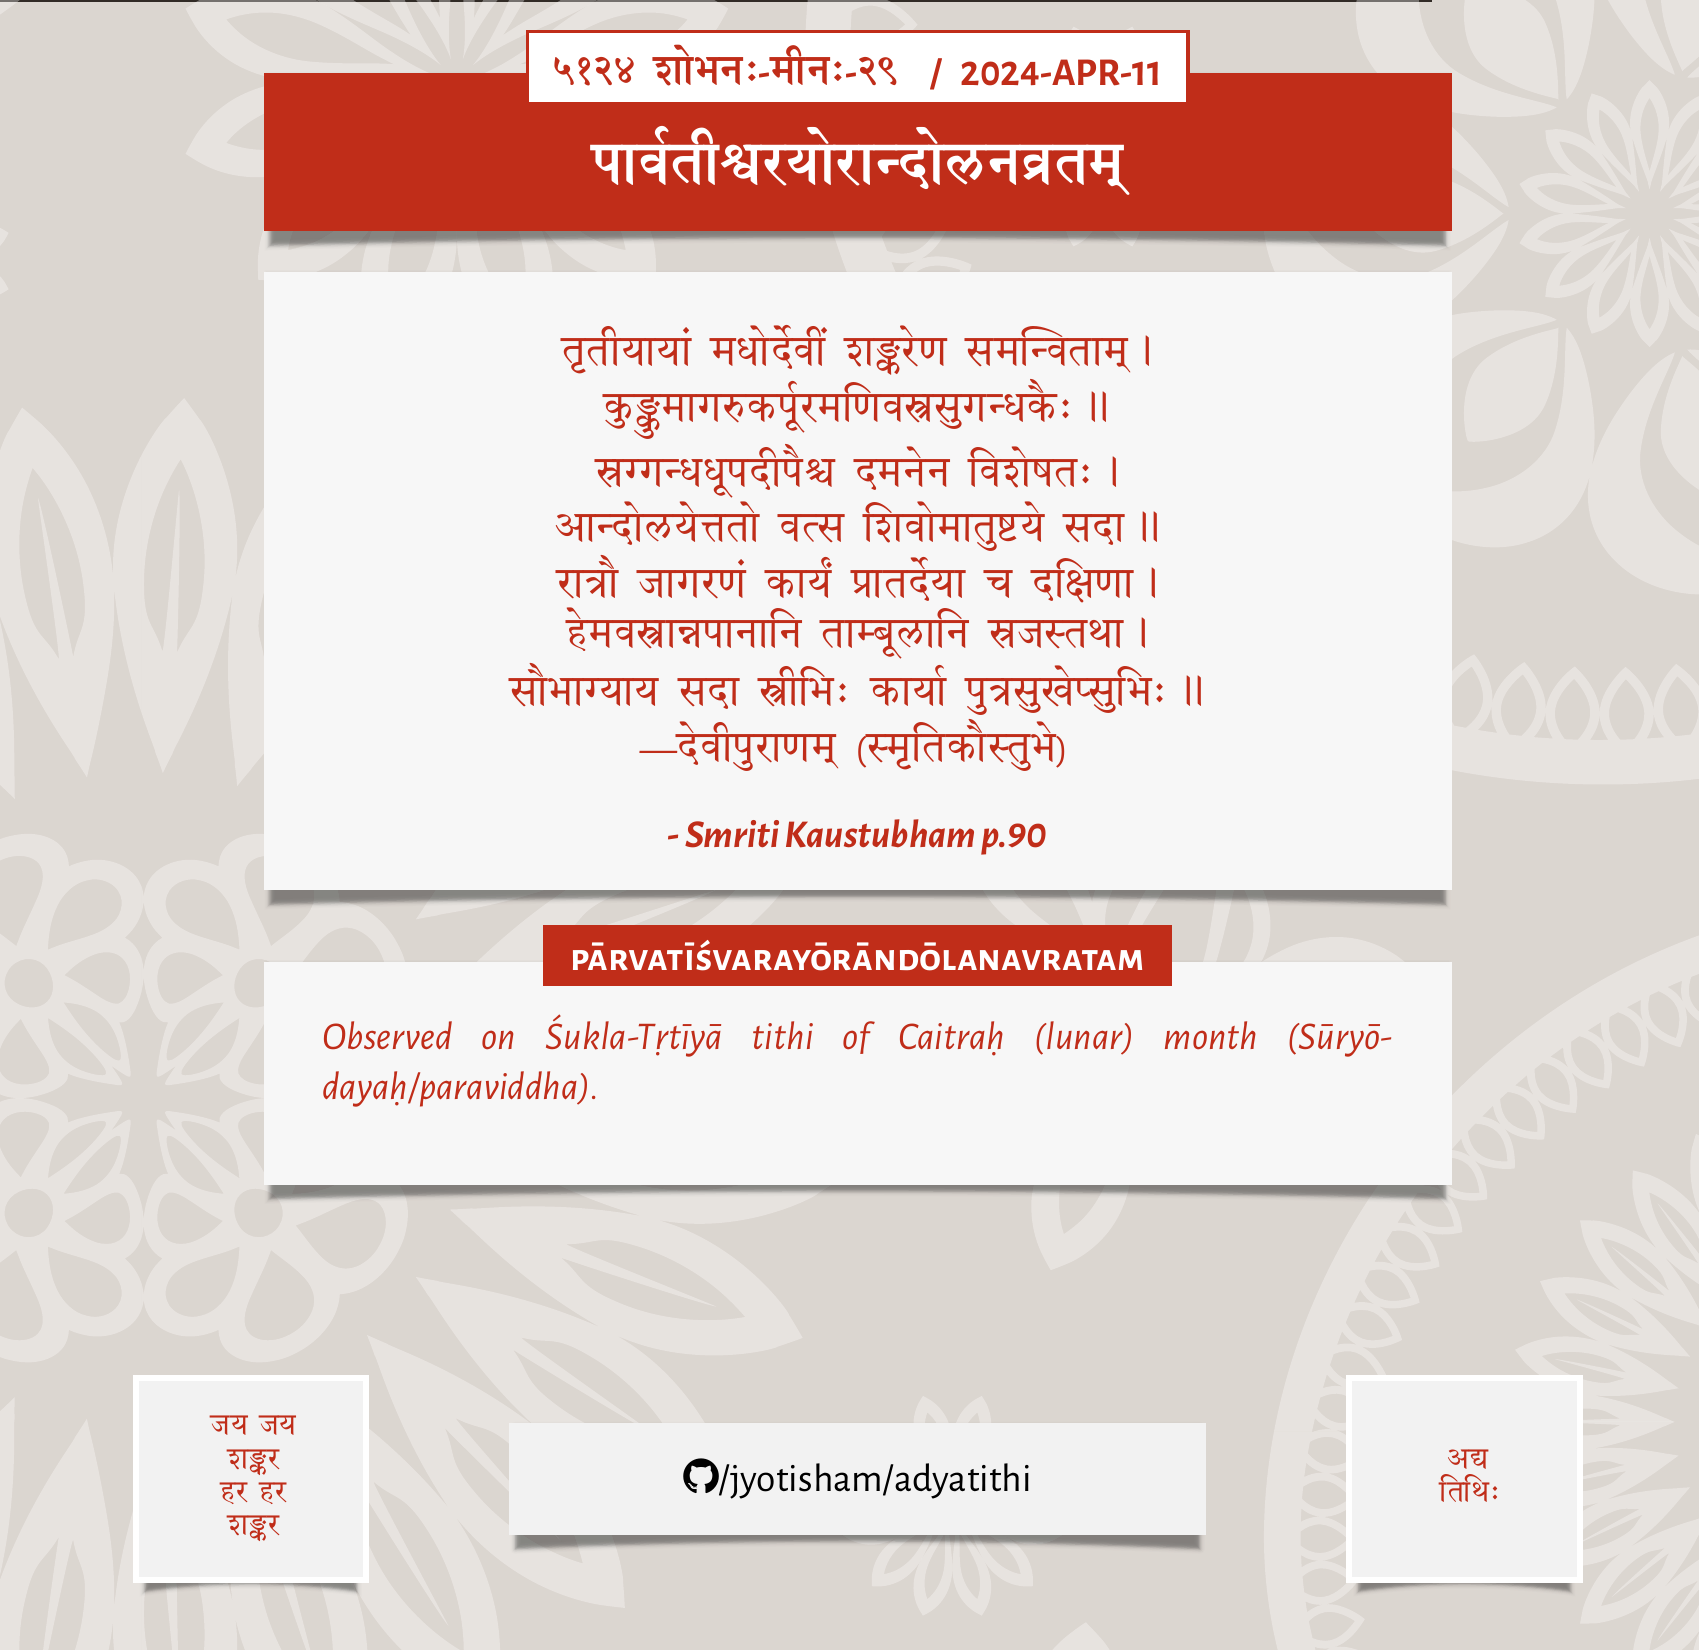 ५१२४ शोभनः-मीनः-२९ / 2024-APR-11
पार्वतीश्वरयोरान्दोलनव्रतम्
तृतीयायां मधोर्देवीं शङ्करेण समन्विताम्।
कुङ्कुमागरुकर्पूरमणिवस्त्रसुगन्धकैः ॥
स्रग्गन्धधूपदीपैश्च दमनेन विशेषतः ।
आन्दोलयेत्ततो वत्स शिवोमातुष्टये सदा॥
रात्रौ जागरणं कार्यं प्रातर्देया च दक्षिणा।
हेमवस्त्रान्नपानानि ताम्बूलानि स्रजस्तथा।
सौभाग्याय सदा स्त्रीभिः कार्या पुत्रसुखेप्सुभिः ॥
—देवीपुराणम् (स्मृतिकौस्तुभे)
- Smriti Kaustubham p.90
PĀRVATĪŚVARAYŌRĀNDŌLANAVRATAM
Observed on Śukla-Tṛtīyā tithi of Caitraḥ (lunar) month (Sūryō-
dayaḥ/paraviddha).
जय जय
शङ्कर
हर हर
शङ्कर
/jyotisham/adyatithi
अद्य
तिथिः